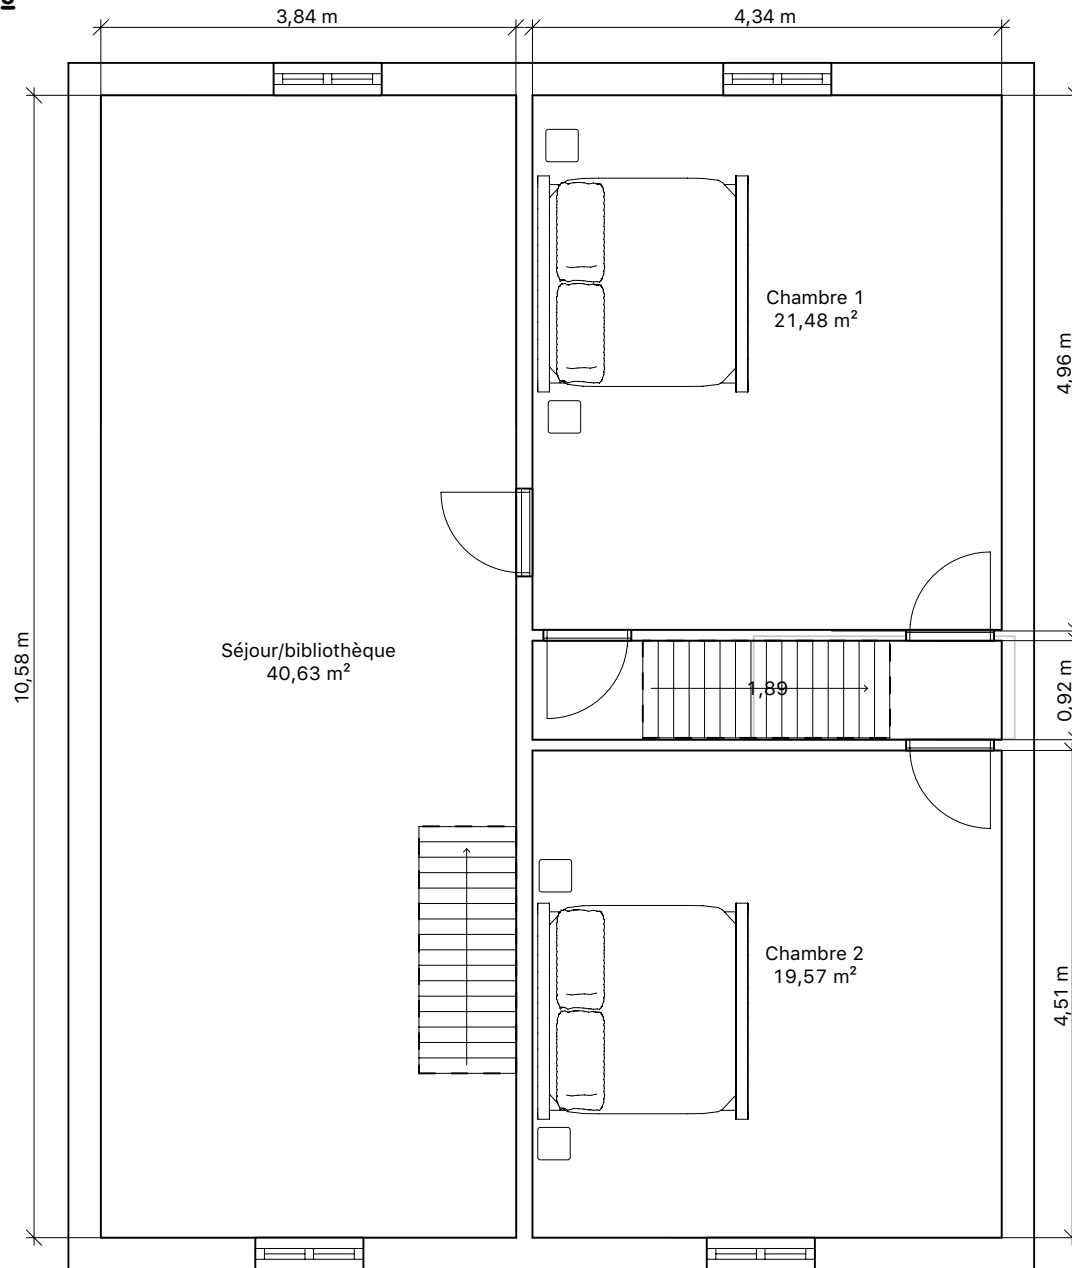 3,84 m
4,34 m
Chambre 1
21,48 m²
4,96 m
Séjour/bibliothèque
40,63 m²
10,58 m
1,89
0,92 m
Chambre 2
19,57 m²
4,51 m